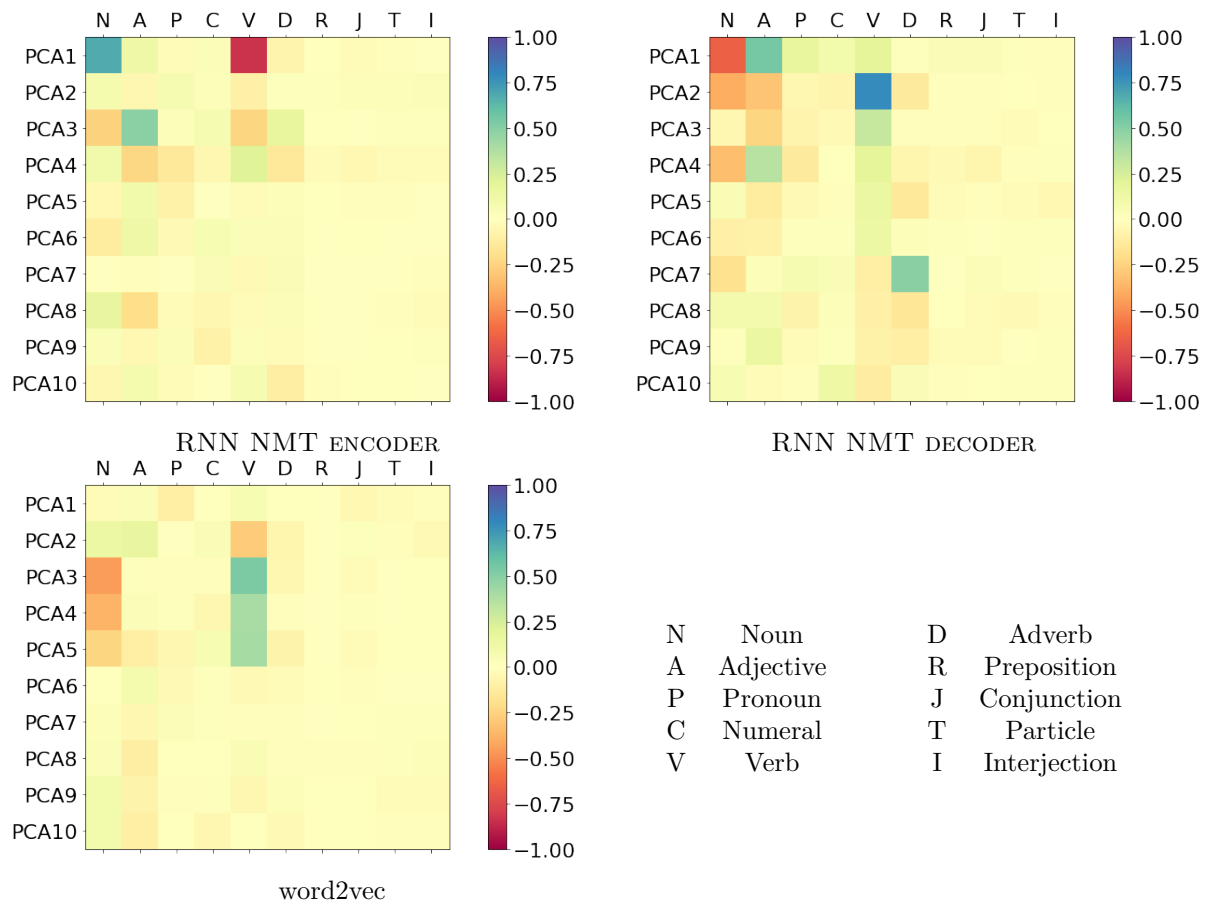 N A P C V D R J T I
PCA1
PCA2
PCA3
PCA4
PCA5
PCA6
PCA7
PCA8
PCA9
PCA10
1.00
0.75
0.50
0.25
0.00
−0.25
−0.50
−0.75
−1.00
RNN NMT ENCODER
N A P C V D R J T I
PCA1
PCA2
PCA3
PCA4
PCA5
PCA6
PCA7
PCA8
PCA9
PCA10
1.00
0.75
0.50
0.25
0.00
−0.25
−0.50
−0.75
−1.00
RNN NMT DECODER
N A P C V D R J T I
PCA1
PCA2
PCA3
PCA4
PCA5
PCA6
PCA7
PCA8
PCA9
PCA10
1.00
0.75
0.50
0.25
0.00
−0.25
−0.50
−0.75
−1.00
word2vec
N Noun D Adverb
A Adjective R Preposition
P Pronoun J Conjunction
C Numeral T Particle
V Verb I Interjection